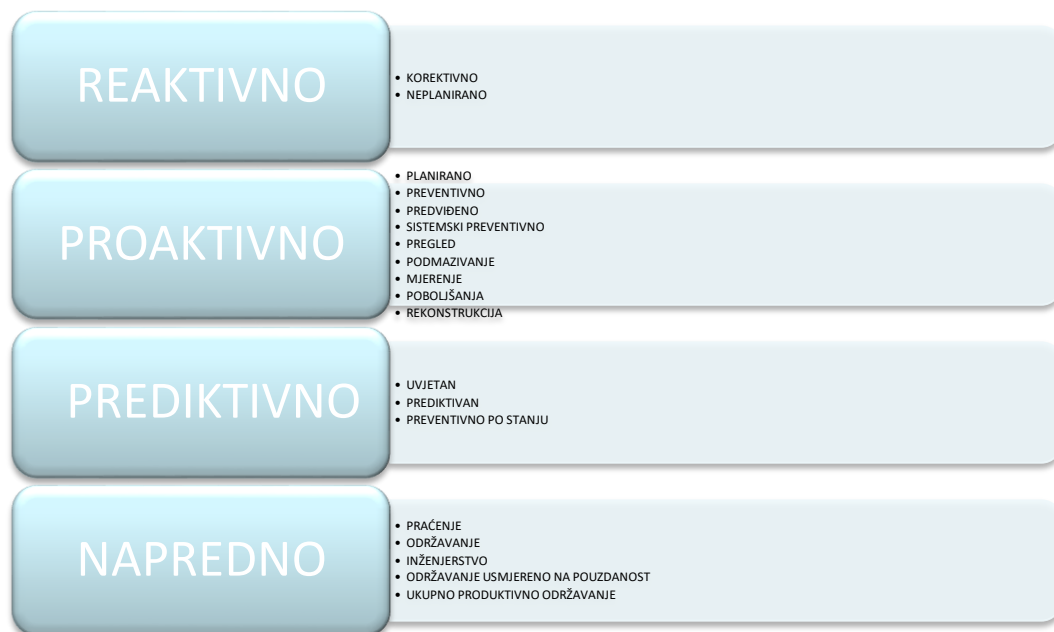 REAKTIVNO
• KOREKTIVNO
• NEPLANIRANO
PROAKTIVNO
• PLANIRANO
• PREVENTIVNO
• PREDVIĐENO
• SISTEMSKI PREVENTIVNO
• PREGLED
• PODMAZIVANJE
• MJERENJE
• POBOLJŠANJA
• REKONSTRUKCIJA
PREDIKTIVNO
• UVJETAN
• PREDIKTIVAN
• PREVENTIVNO PO STANJU
NAPREDNO
• PRAĆENJE
• ODRŽAVANJE
• INŽENJERSTVO
• ODRŽAVANJE USMJERENO NA POUZDANOST
• UKUPNO PRODUKTIVNO ODRŽAVANJE